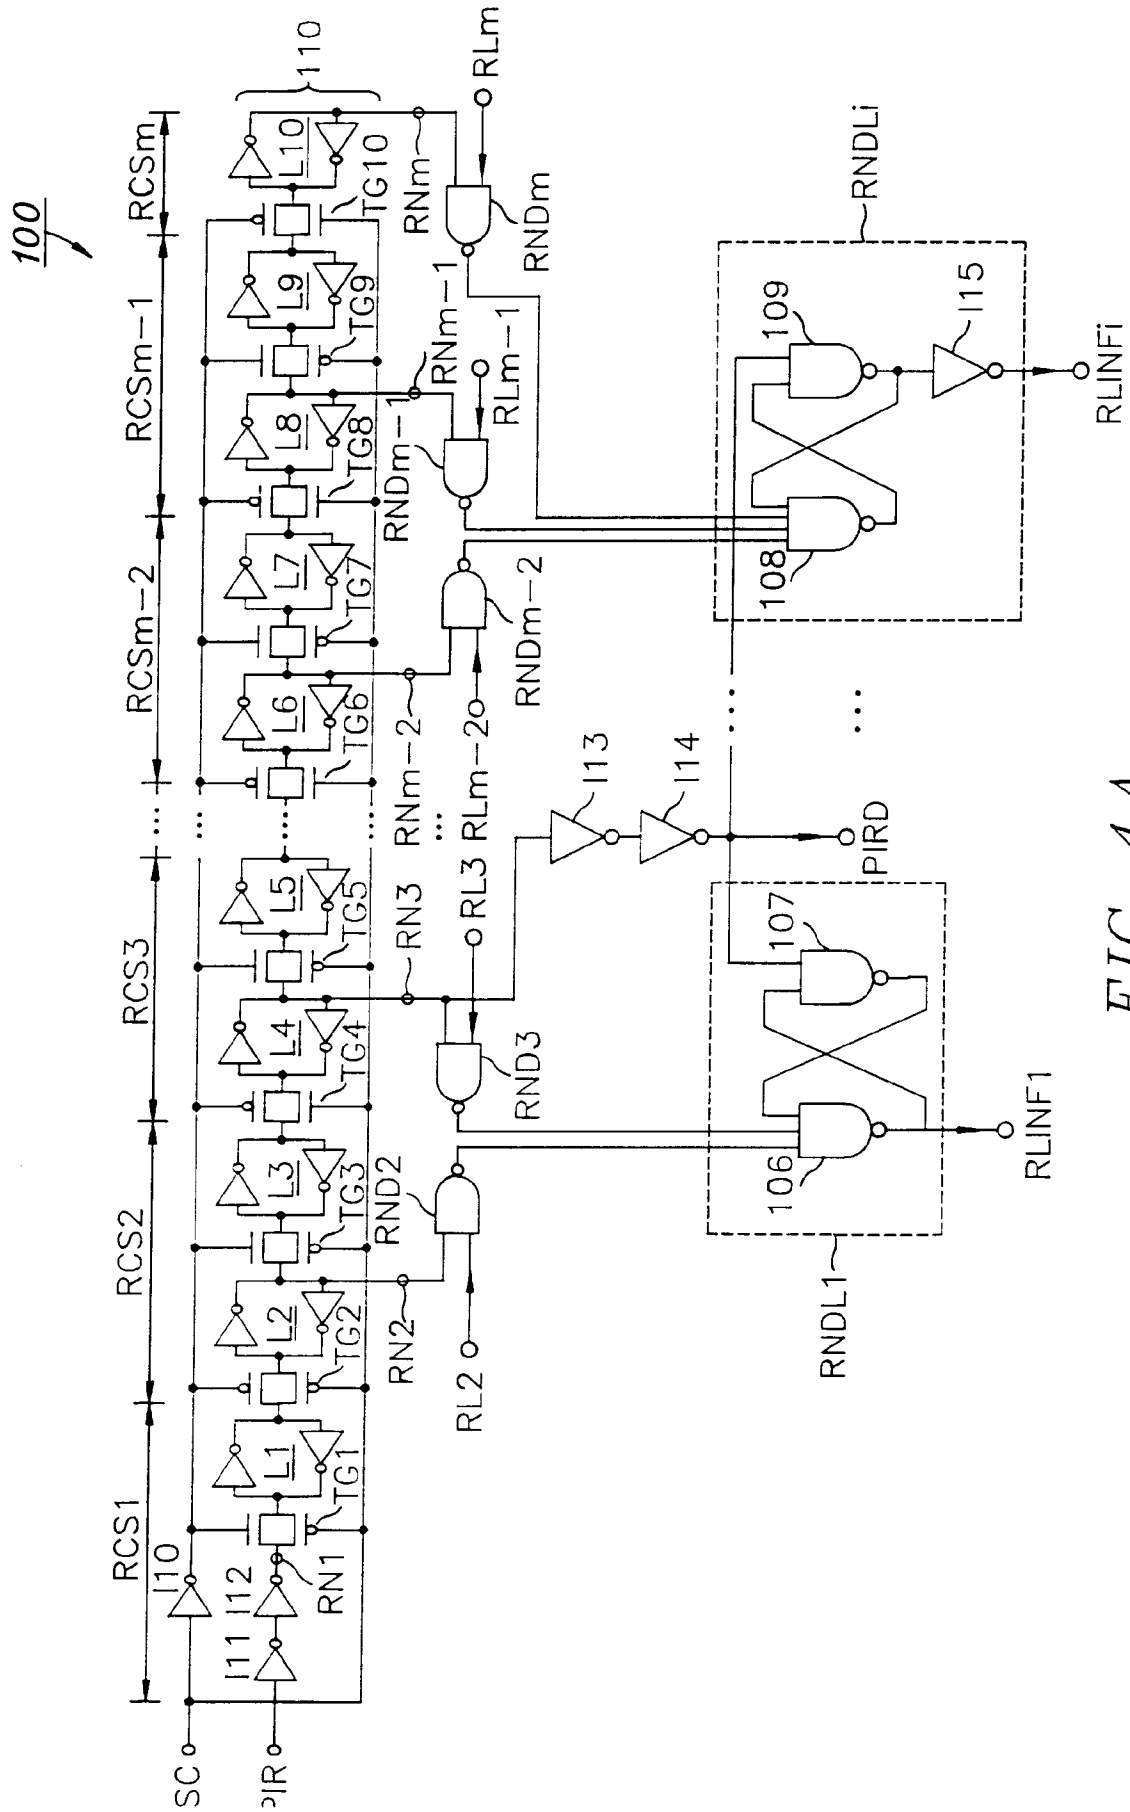 100
RCS1
RCS2
RCS3
...
RCSm-2
RCSm-1
RCSm
110
SC
PIR
I10
I11
I12
RN1
L1
L2
L3
L4
L5
L6
L7
L8
L9
L10
TG1
TG2
TG3
TG4
TG5
TG6
TG7
TG8
TG9
TG10
RN2
RN3
RNm-2
RNm-1
RNm
RL2
RL3
RLm-2
RLm-1
RLm
RND2
RND3
RNDm-2
RNDm-1
RNDm
I13
I14
PIRD
106
107
108
109
I15
RNDL1
RNDLi
RLINF1
RLINFi